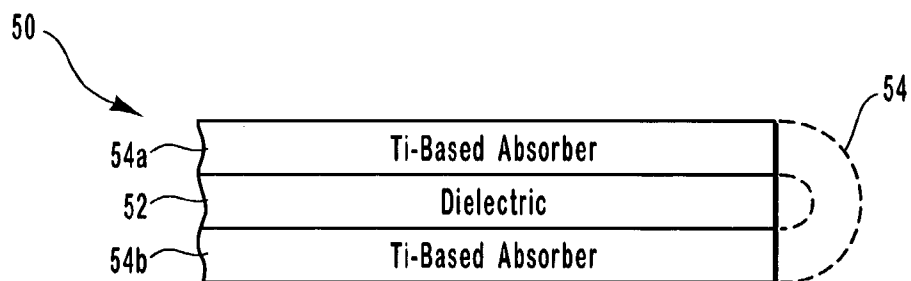 50
54
54a Ti-Based Absorber
52 Dielectric
54b Ti-Based Absorber